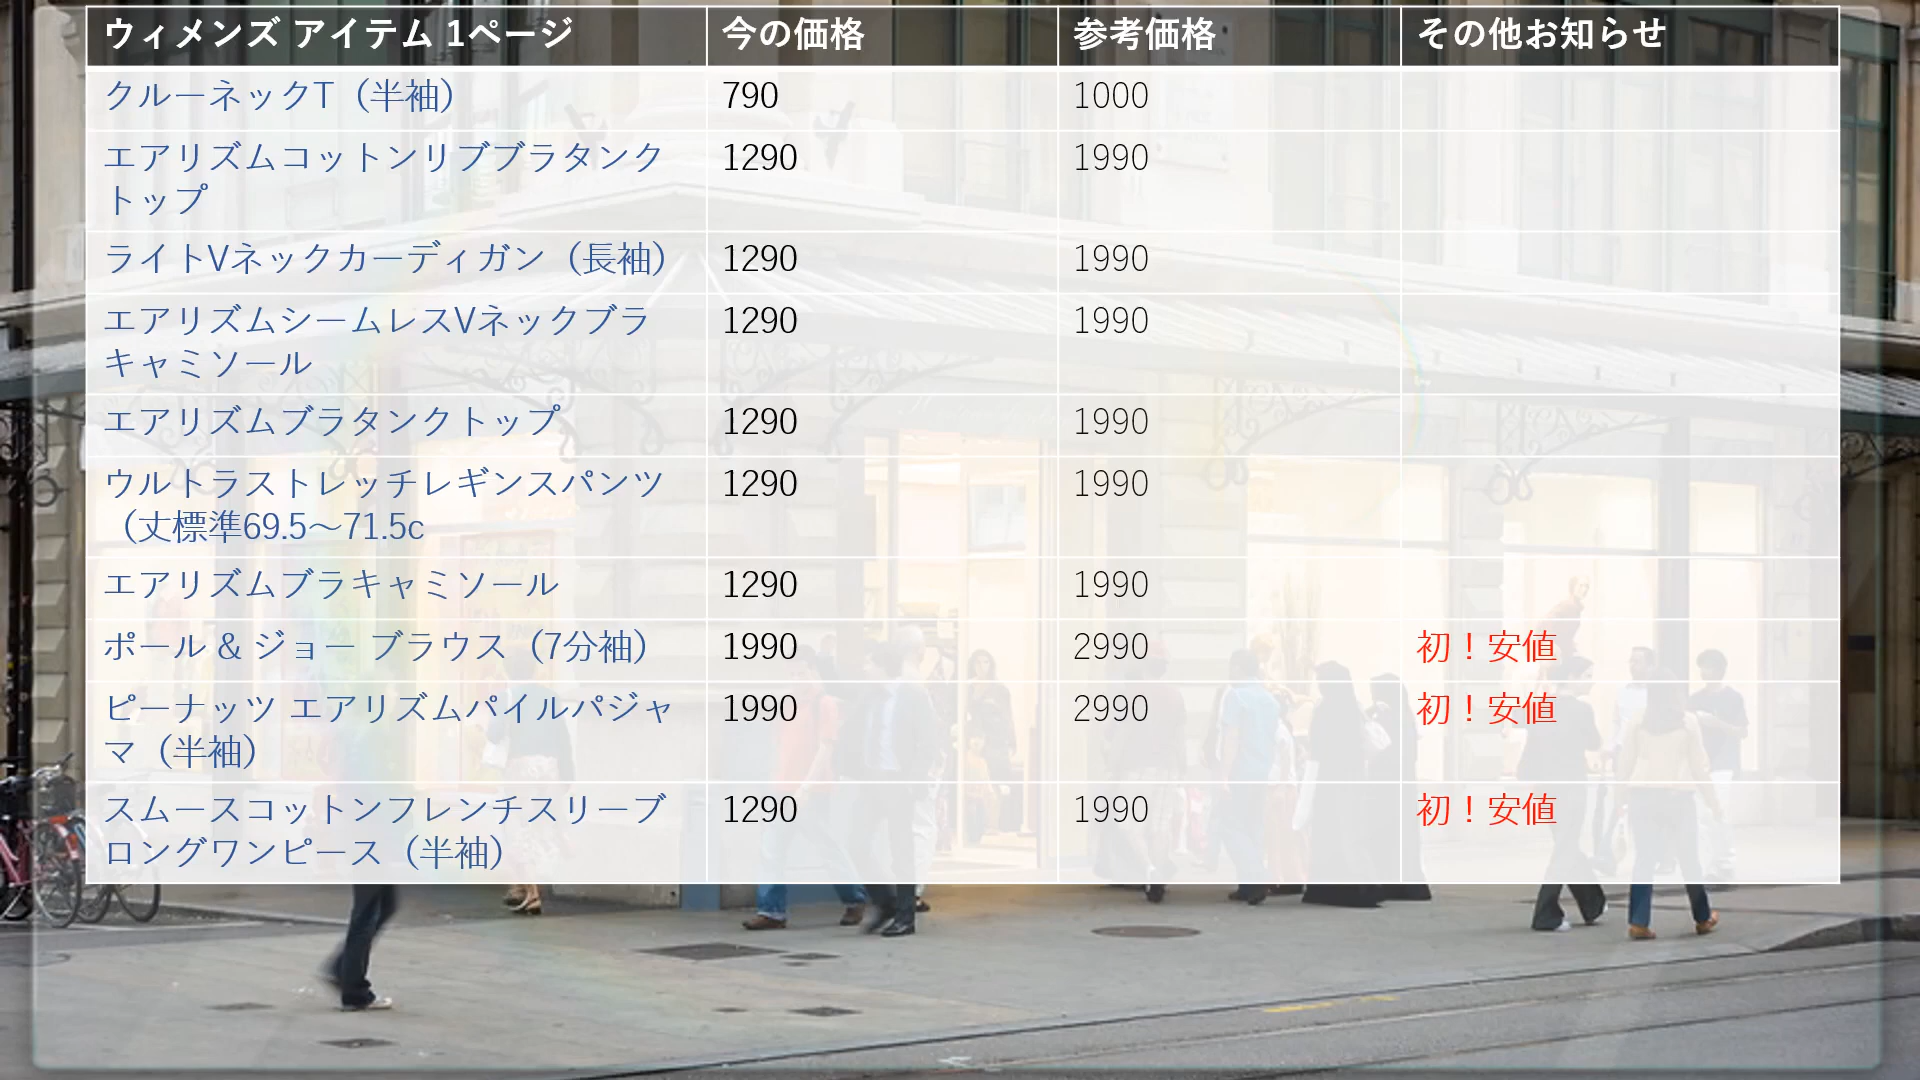 ウィメンズ アイテム 1ページ 今の価格 参考価格 その他お知らせ
クルーネックT（半袖） 790 1000
エアリズムコットンリブブラタンク 1290 1990
トップ
ライトVネックカーディガン（長袖） 1290 1990
エアリズムシームレスVネックブラ 1290 1990
キャミソール
エアリズムブラタンクトップ 1290 1990
ウルトラストレッチレギンスパンツ 1290 1990
（丈標準69.5～71.5c
エアリズムブラキャミソール 1290 1990
ポール & ジョー ブラウス（7分袖） 1990 2990 初！安値
ピーナッツ エアリズムパイルパジャ 1990 2990 初！安値
マ（半袖）
スムースコットンフレンチスリーブ 1290 1990 初！安値
ロングワンピース（半袖）